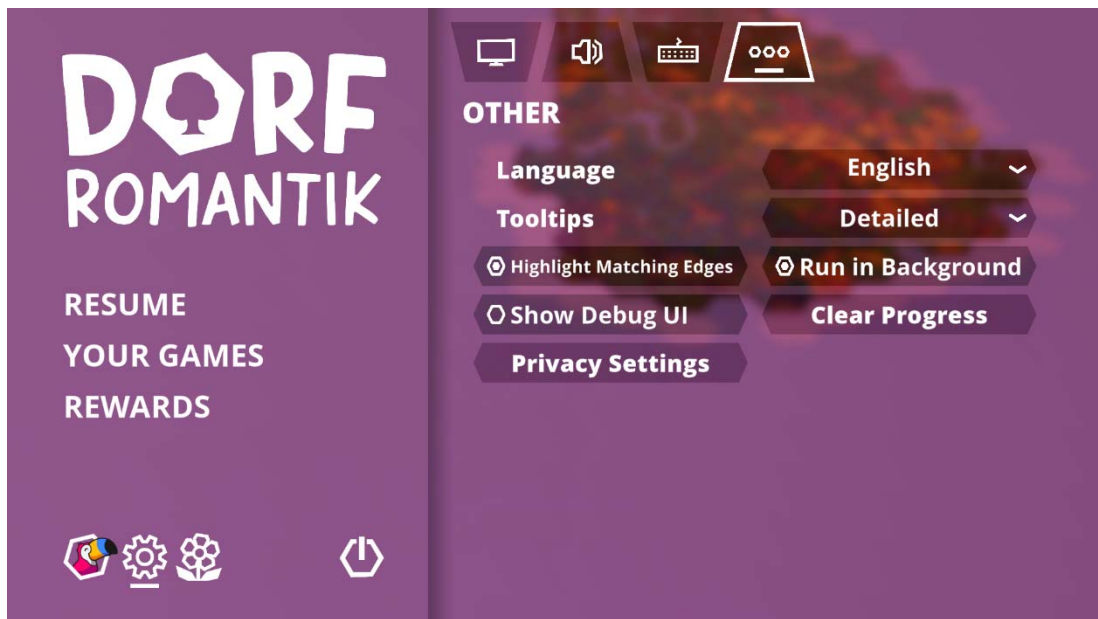 DORF
ROMANTIK
RESUME
YOUR GAMES
REWARDS
OTHER
Language
English
Tooltips
Detailed
Highlight Matching Edges
Run in Background
Show Debug UI
Clear Progress
Privacy Settings